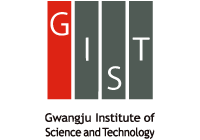 GIST
Gwangju Institute of
Science and Technology